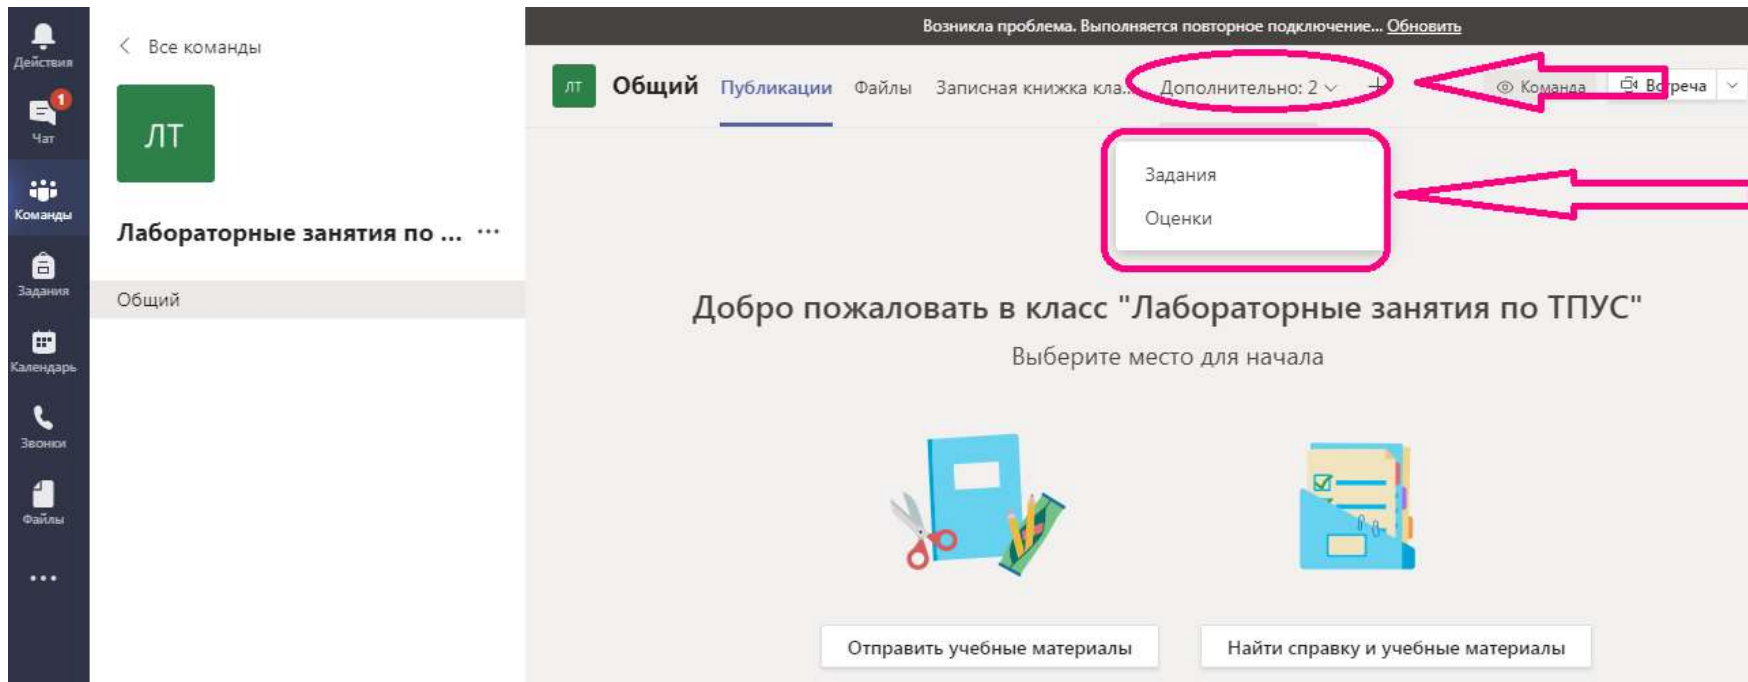 Действия
1
Чат
Команды
Задания
Календарь
Звонки
Файлы
Все команды
ЛТ
Лабораторные занятия по ... ···
Общий
Возникла проблема. Выполняется повторное подключение... Обновить
ЛТ Общий Публикации Файлы Записная книжка кла... Дополнительно: 2 + Команда Встреча
Задания
Оценки
Добро пожаловать в класс "Лабораторные занятия по ТПУС"
Выберите место для начала
Отправить учебные материалы
Найти справку и учебные материалы